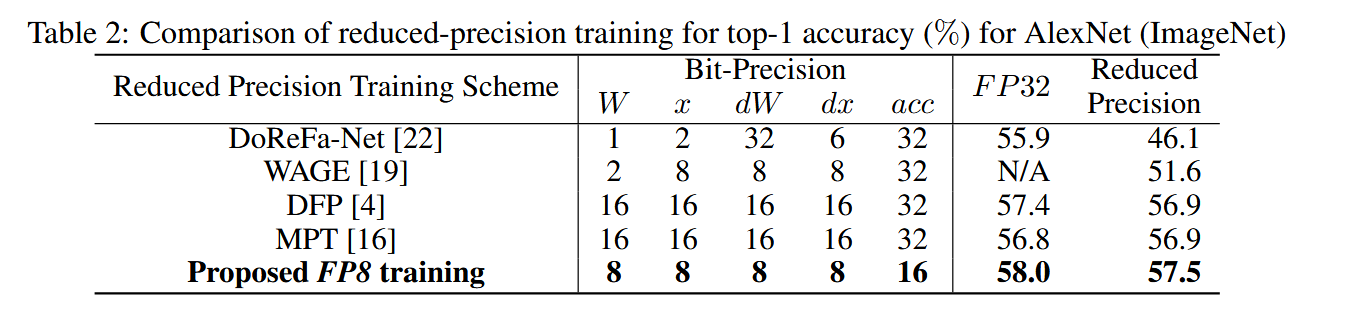 Table 2: Comparison of reduced-precision training for top-1 accuracy (%) for AlexNet (ImageNet)
Reduced Precision Training Scheme Bit-Precision FP32 Reduced Precision
W x dW dx acc
DoReFa-Net [22] 1 2 32 6 32 55.9 46.1
WAGE [19] 2 8 8 8 32 N/A 51.6
DFP [4] 16 16 16 16 32 57.4 56.9
MPT [16] 16 16 16 16 32 56.8 56.9
Proposed FP8 training 8 8 8 8 16 58.0 57.5